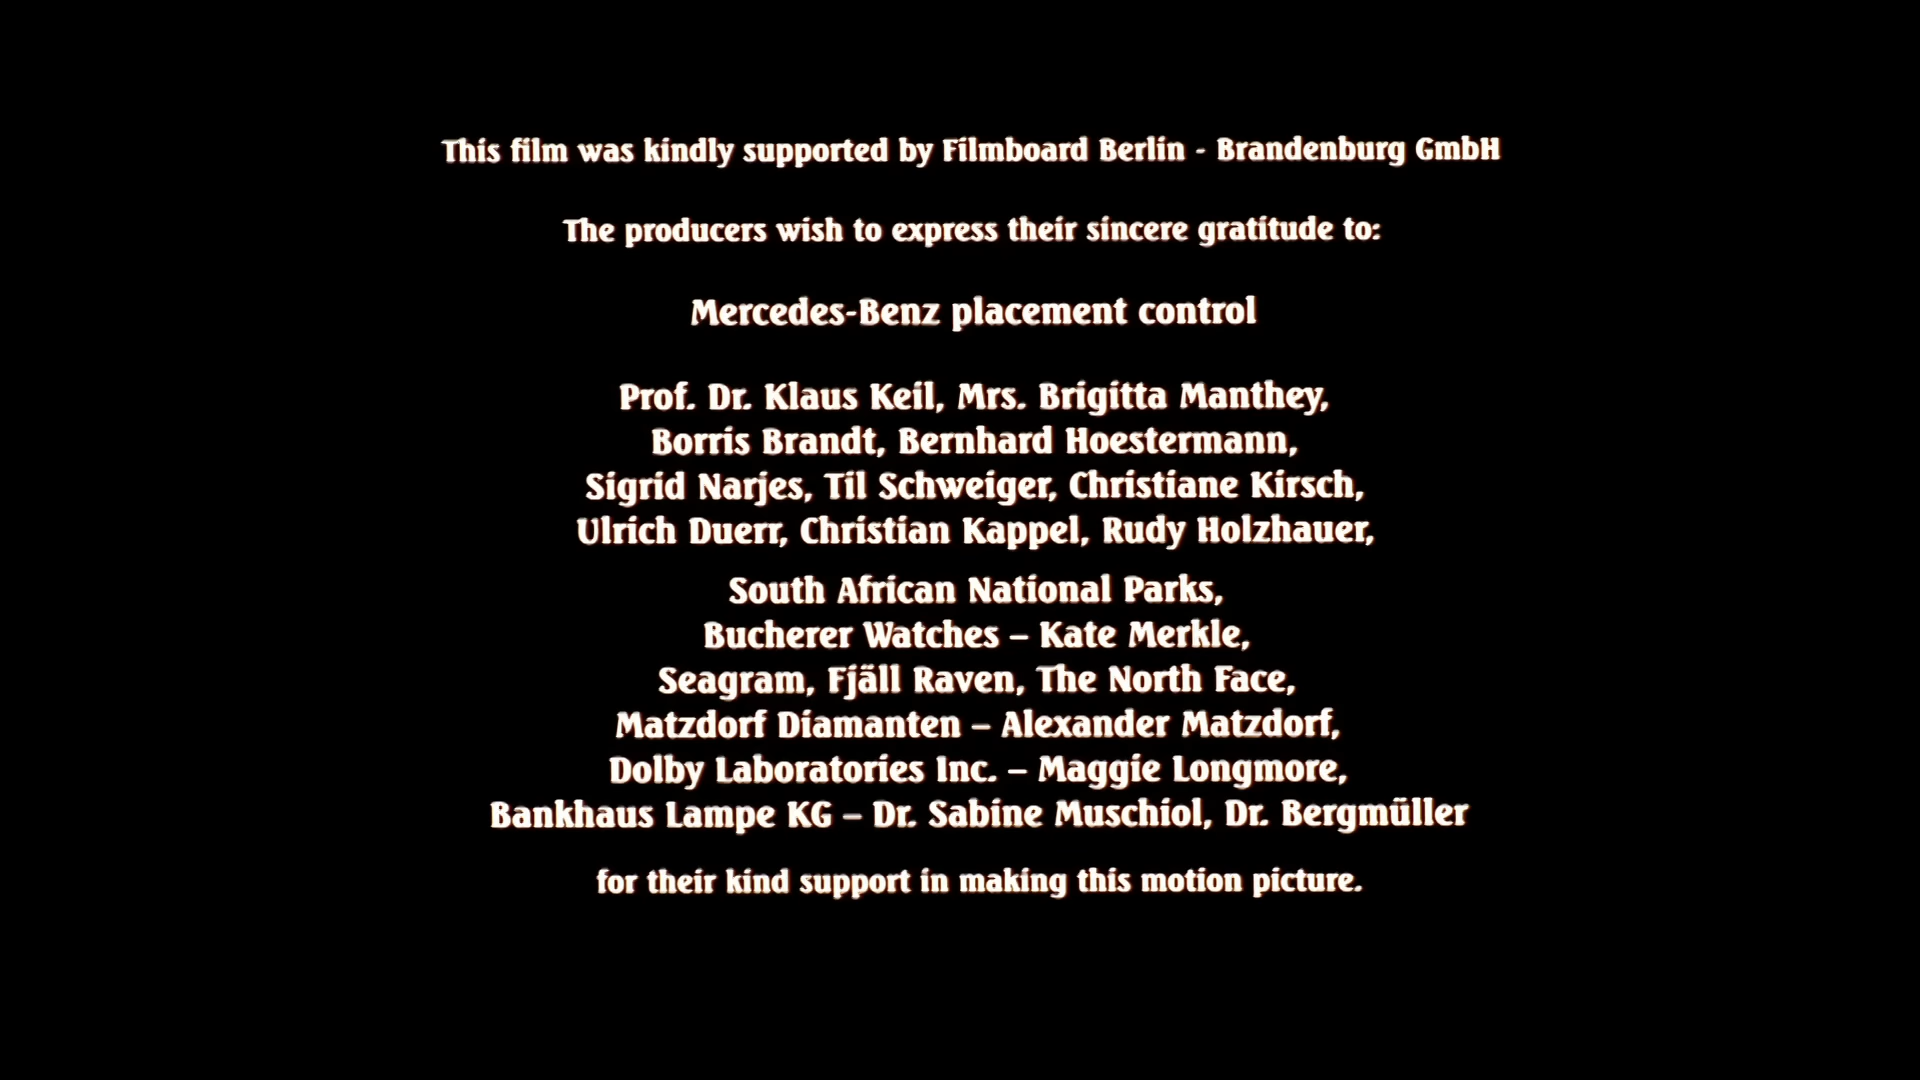 This film was kindly supported by Filmboard Berlin - Brandenburg GmbH
The producers wish to express their sincere gratitude to:
Mercedes-Benz placement control
Prof. Dr. Klaus Keil, Mrs. Brigitta Manthey,
Borris Brandt, Bernhard Hoestermann,
Sigrid Narjes, Til Schweiger, Christiane Kirsch,
Ulrich Duerr, Christian Kappel, Rudy Holzhauer,
South African National Parks,
Bucherer Watches – Kate Merkle,
Seagram, Fjäll Raven, The North Face,
Matzdorf Diamanten – Alexander Matzdorf,
Dolby Laboratories Inc. – Maggie Longmore,
Bankhaus Lampe KG – Dr. Sabine Muschiol, Dr. Bergmüller
for their kind support in making this motion picture.